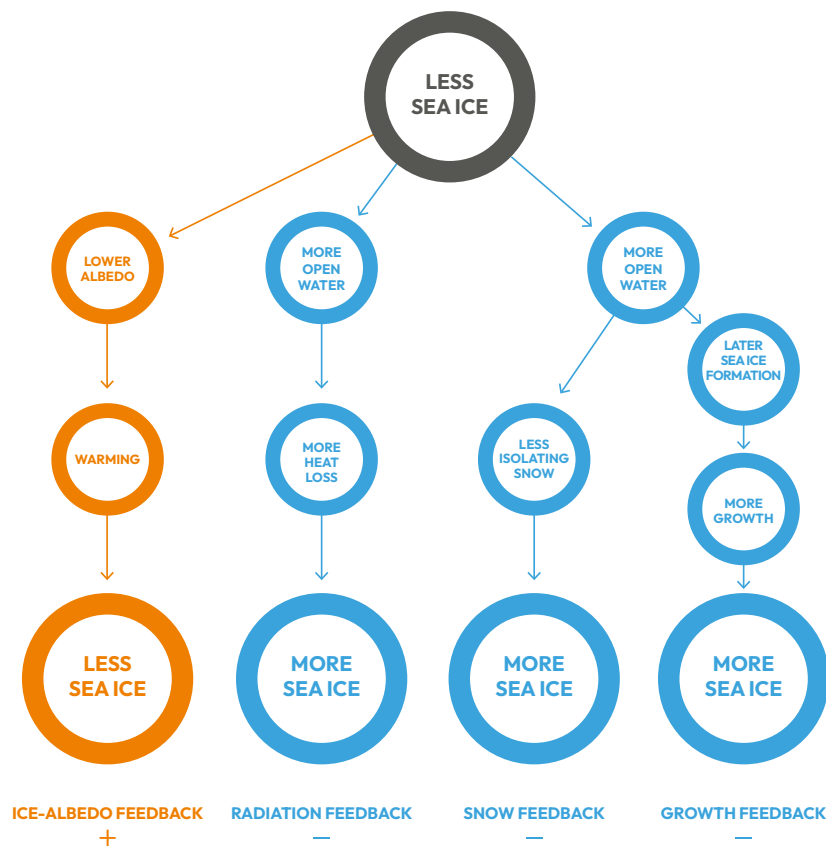 LESS
SEA ICE
LOWER
ALBEDO
MORE
OPEN
WATER
MORE
OPEN
WATER
LATER
SEA ICE
FORMATION
WARMING
MORE
HEAT
LOSS
LESS
ISOLATING
SNOW
MORE
GROWTH
LESS
SEA ICE
MORE
SEA ICE
MORE
SEA ICE
MORE
SEA ICE
ICE-ALBEDO FEEDBACK
+
RADIATION FEEDBACK
−
SNOW FEEDBACK
−
GROWTH FEEDBACK
−